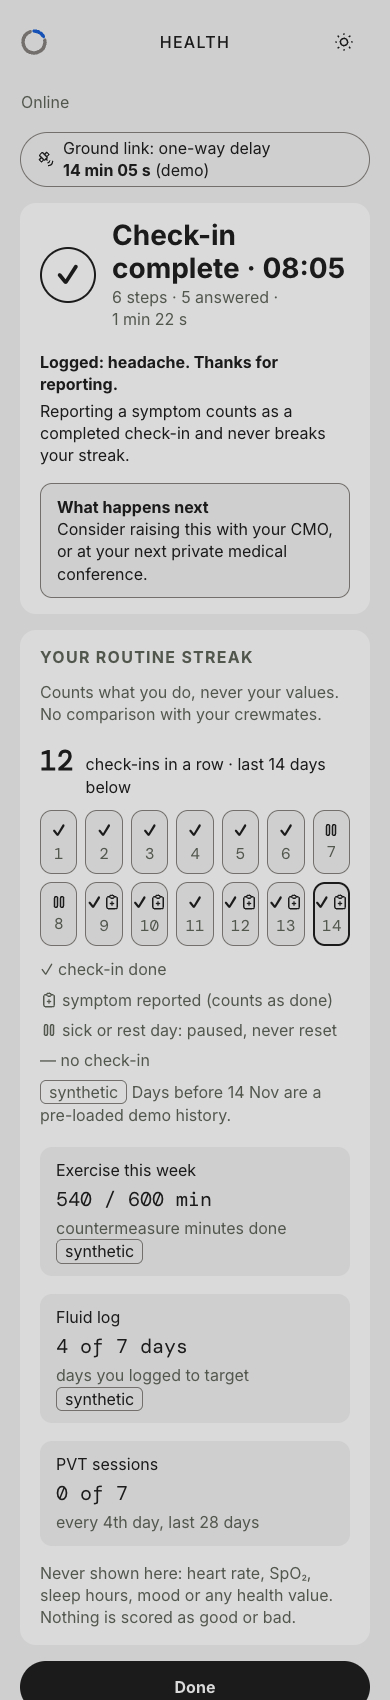 HEALTH
Online
Ground link: one-way delay
14 min 05 s (demo)
Check-in
complete · 08:05
6 steps · 5 answered ·
1 min 22 s
Logged: headache. Thanks for
reporting.
Reporting a symptom counts as a
completed check-in and never breaks
your streak.
What happens next
Consider raising this with your CMO,
or at your next private medical
conference.
YOUR ROUTINE STREAK
Counts what you do, never your values.
No comparison with your crewmates.
12 check-ins in a row · last 14 days
below
1 2 3 4 5 6 7
8 9 10 11 12 13 14
check-in done
symptom reported (counts as done)
sick or rest day: paused, never reset
— no check-in
synthetic Days before 14 Nov are a
pre-loaded demo history.
Exercise this week
540 / 600 min
countermeasure minutes done
synthetic
Fluid log
4 of 7 days
days you logged to target
synthetic
PVT sessions
0 of 7
every 4th day, last 28 days
Never shown here: heart rate, SpO₂,
sleep hours, mood or any health value.
Nothing is scored as good or bad.
Done